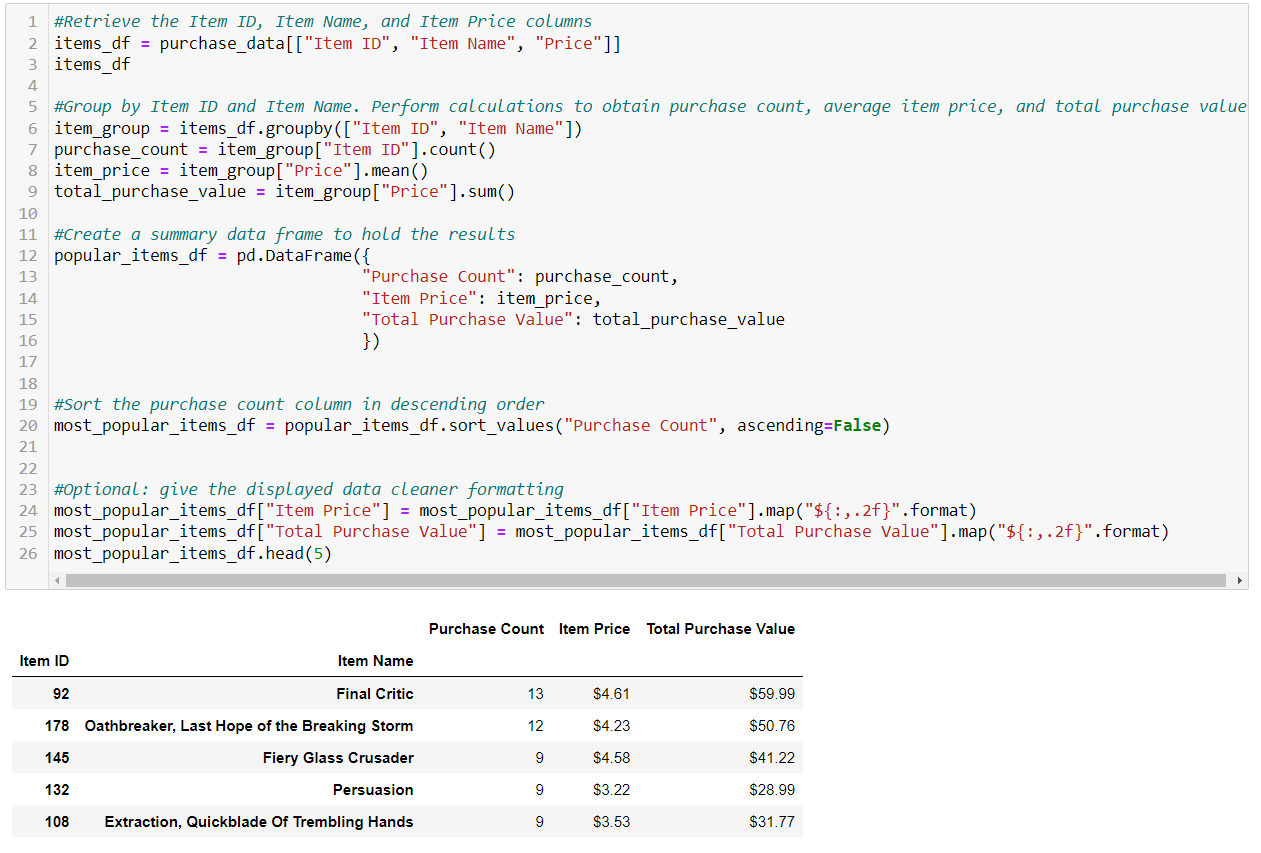 1 #Retrieve the Item ID, Item Name, and Item Price columns
2 items_df = purchase_data[["Item ID", "Item Name", "Price"]]
3 items_df
4
5 #Group by Item ID and Item Name. Perform calculations to obtain purchase count, average item price, and total purchase value
6 item_group = items_df.groupby(["Item ID", "Item Name"])
7 purchase_count = item_group["Item ID"].count()
8 item_price = item_group["Price"].mean()
9 total_purchase_value = item_group["Price"].sum()
10
11 #Create a summary data frame to hold the results
12 popular_items_df = pd.DataFrame({
13 "Purchase Count": purchase_count,
14 "Item Price": item_price,
15 "Total Purchase Value": total_purchase_value
16 })
17
18
19 #Sort the purchase count column in descending order
20 most_popular_items_df = popular_items_df.sort_values("Purchase Count", ascending=False)
21
22
23 #Optional: give the displayed data cleaner formatting
24 most_popular_items_df["Item Price"] = most_popular_items_df["Item Price"].map("${:,.2f}".format)
25 most_popular_items_df["Total Purchase Value"] = most_popular_items_df["Total Purchase Value"].map("${:,.2f}".format)
26 most_popular_items_df.head(5)
Purchase Count Item Price Total Purchase Value
Item ID Item Name
92 Final Critic 13 $4.61 $59.99
178 Oathbreaker, Last Hope of the Breaking Storm 12 $4.23 $50.76
145 Fiery Glass Crusader 9 $4.58 $41.22
132 Persuasion 9 $3.22 $28.99
108 Extraction, Quickblade Of Trembling Hands 9 $3.53 $31.77